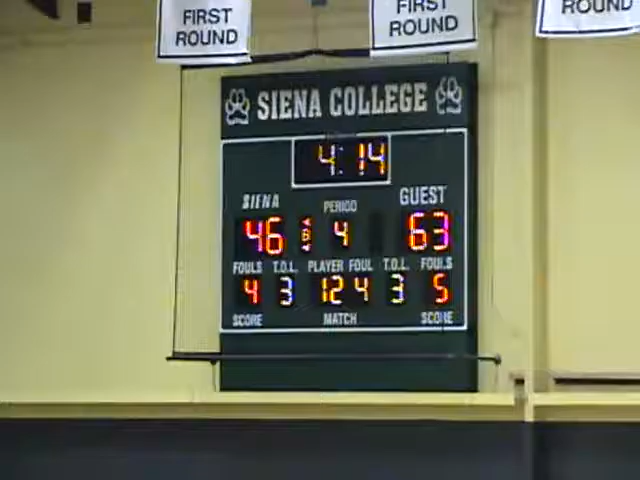 FIRST
ROUND
FIRST
ROUND
ROUND
SIENA COLLEGE
4:14
SIENA PERIOD GUEST
46 4 63
FOULS T.O.L. PLAYER FOUL T.O.L. FOULS
4 3 12 4 3 5
SCORE MATCH SCORE